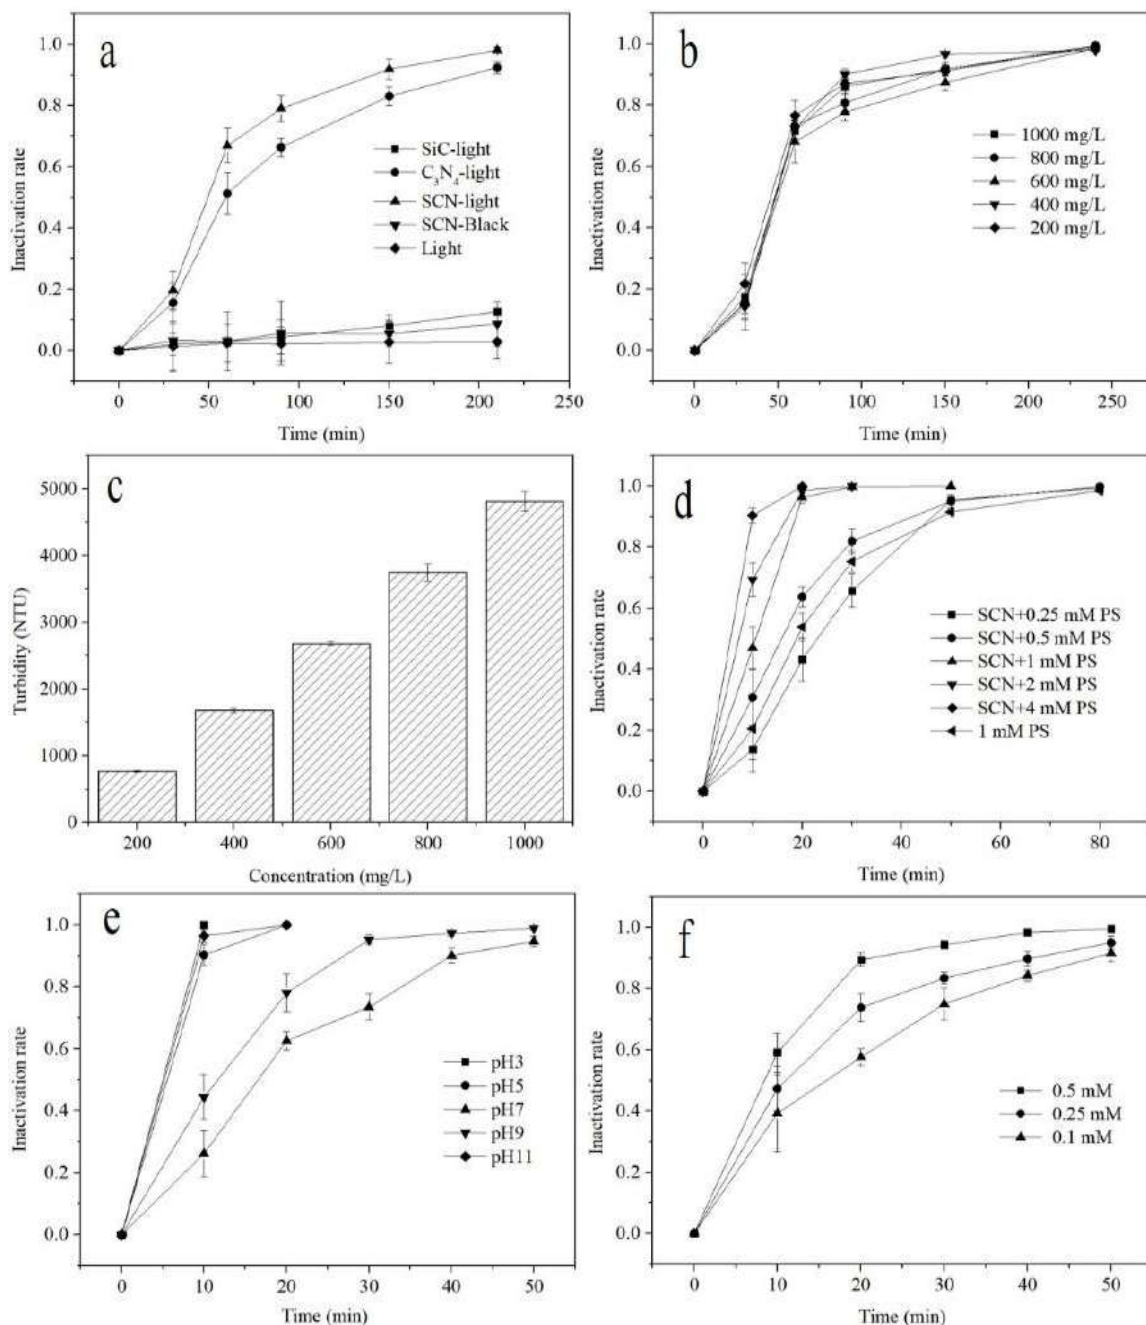 a
1.0
0.8
0.6
0.4
0.2
0.0
Inactivation rate
SiC-light
C₃N₄-light
SCN-light
SCN-Black
Light
0 50 100 150 200 250
Time (min)
b
1.0
0.8
0.6
0.4
0.2
0.0
Inactivation rate
1000 mg/L
800 mg/L
600 mg/L
400 mg/L
200 mg/L
0 50 100 150 200 250
Time (min)
c
5000
4000
3000
2000
1000
0
Turbidity (NTU)
200 400 600 800 1000
Concentration (mg/L)
d
1.0
0.8
0.6
0.4
0.2
0.0
Inactivation rate
SCN+0.25 mM PS
SCN+0.5 mM PS
SCN+1 mM PS
SCN+2 mM PS
SCN+4 mM PS
1 mM PS
0 20 40 60 80
Time (min)
e
1.0
0.8
0.6
0.4
0.2
0.0
Inactivation rate
pH3
pH5
pH7
pH9
pH11
0 10 20 30 40 50
Time (min)
f
1.0
0.8
0.6
0.4
0.2
0.0
Inactivation rate
0.5 mM
0.25 mM
0.1 mM
0 10 20 30 40 50
Time (min)